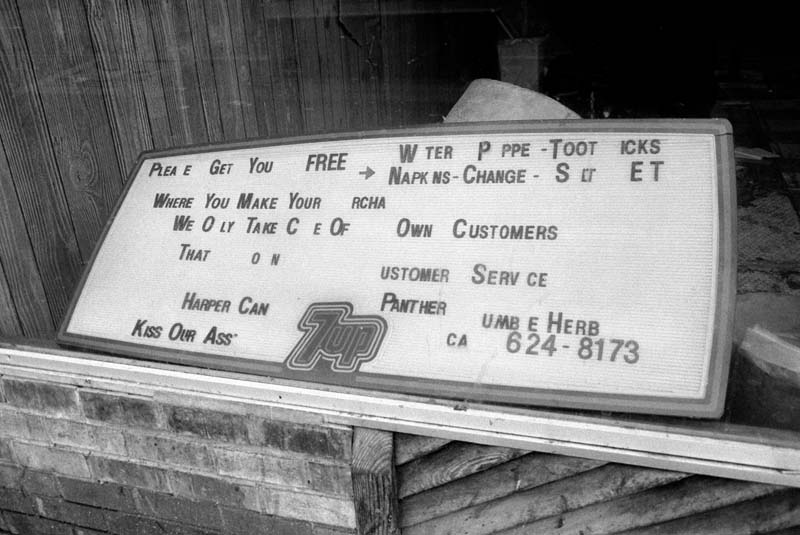 PLEA E GET YOU FREE → W TER P PPE-TOOT ICKS
NAPK NS-CHANGE-S LT ET
WHERE YOU MAKE YOUR RCHA
WE O LY TAKE C E OF OWN CUSTOMERS
THAT O N
USTOMER SERV CE
HARPER CAN PANTHER
UMB E HERB
KISS OUR ASS
CA 624-8173
7up